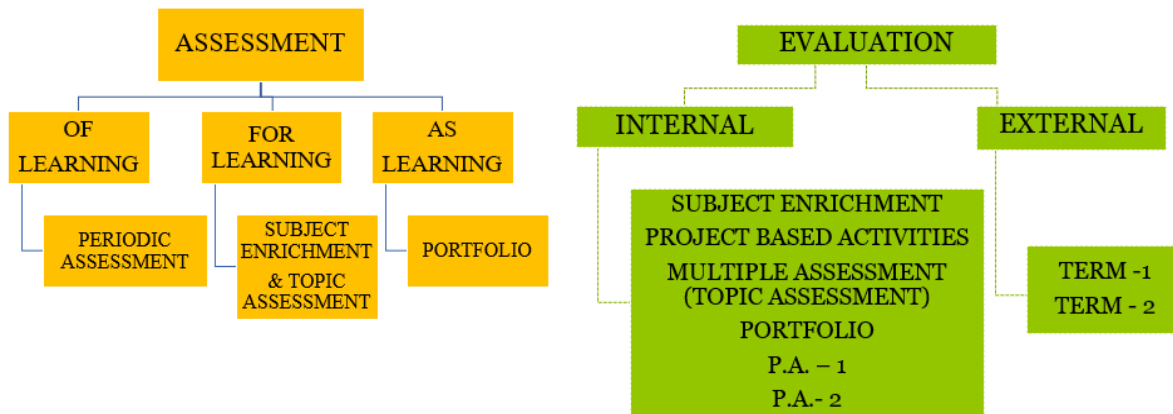 ASSESSMENT
OF
LEARNING
FOR
LEARNING
AS
LEARNING
PERIODIC
ASSESSMENT
SUBJECT
ENRICHMENT
& TOPIC
ASSESSMENT
PORTFOLIO
EVALUATION
INTERNAL
EXTERNAL
SUBJECT ENRICHMENT
PROJECT BASED ACTIVITIES
MULTIPLE ASSESSMENT
(TOPIC ASSESSMENT)
PORTFOLIO
P.A. – 1
P.A.- 2
TERM -1
TERM - 2